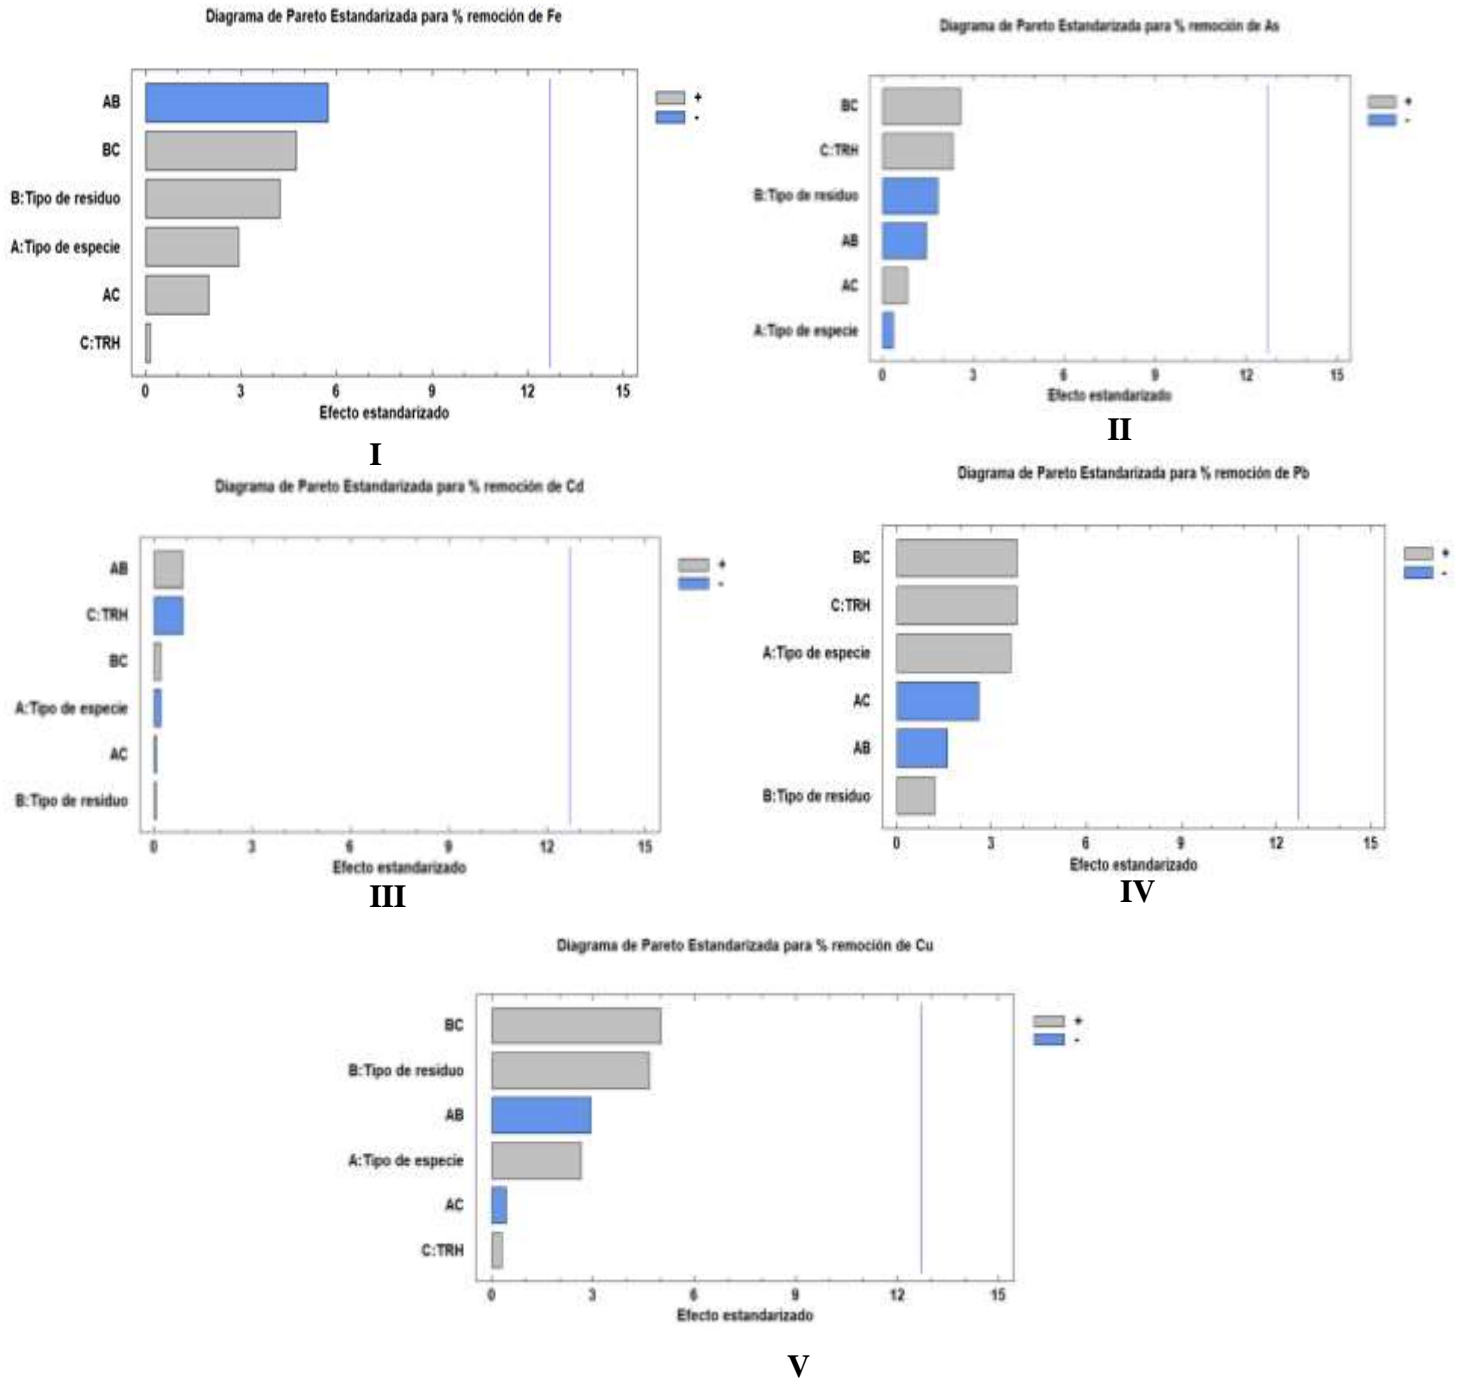 Diagrama de Pareto Estandarizada para % remoción de Fe
AB
BC
B:Tipo de residuo
A:Tipo de especie
AC
C:TRH
+
-
0 3 6 9 12 15
Efecto estandarizado
I
Diagrama de Pareto Estandarizada para % remoción de As
BC
C:TRH
B:Tipo de residuo
AB
AC
A:Tipo de especie
+
-
0 3 6 9 12 15
Efecto estandarizado
II
Diagrama de Pareto Estandarizada para % remoción de Cd
AB
C:TRH
BC
A:Tipo de especie
AC
B:Tipo de residuo
+
-
0 3 6 9 12 15
Efecto estandarizado
III
Diagrama de Pareto Estandarizada para % remoción de Pb
BC
C:TRH
A:Tipo de especie
AC
AB
B:Tipo de residuo
+
-
0 3 6 9 12 15
Efecto estandarizado
IV
Diagrama de Pareto Estandarizada para % remoción de Cu
BC
B:Tipo de residuo
AB
A:Tipo de especie
AC
C:TRH
+
-
0 3 6 9 12 15
Efecto estandarizado
V